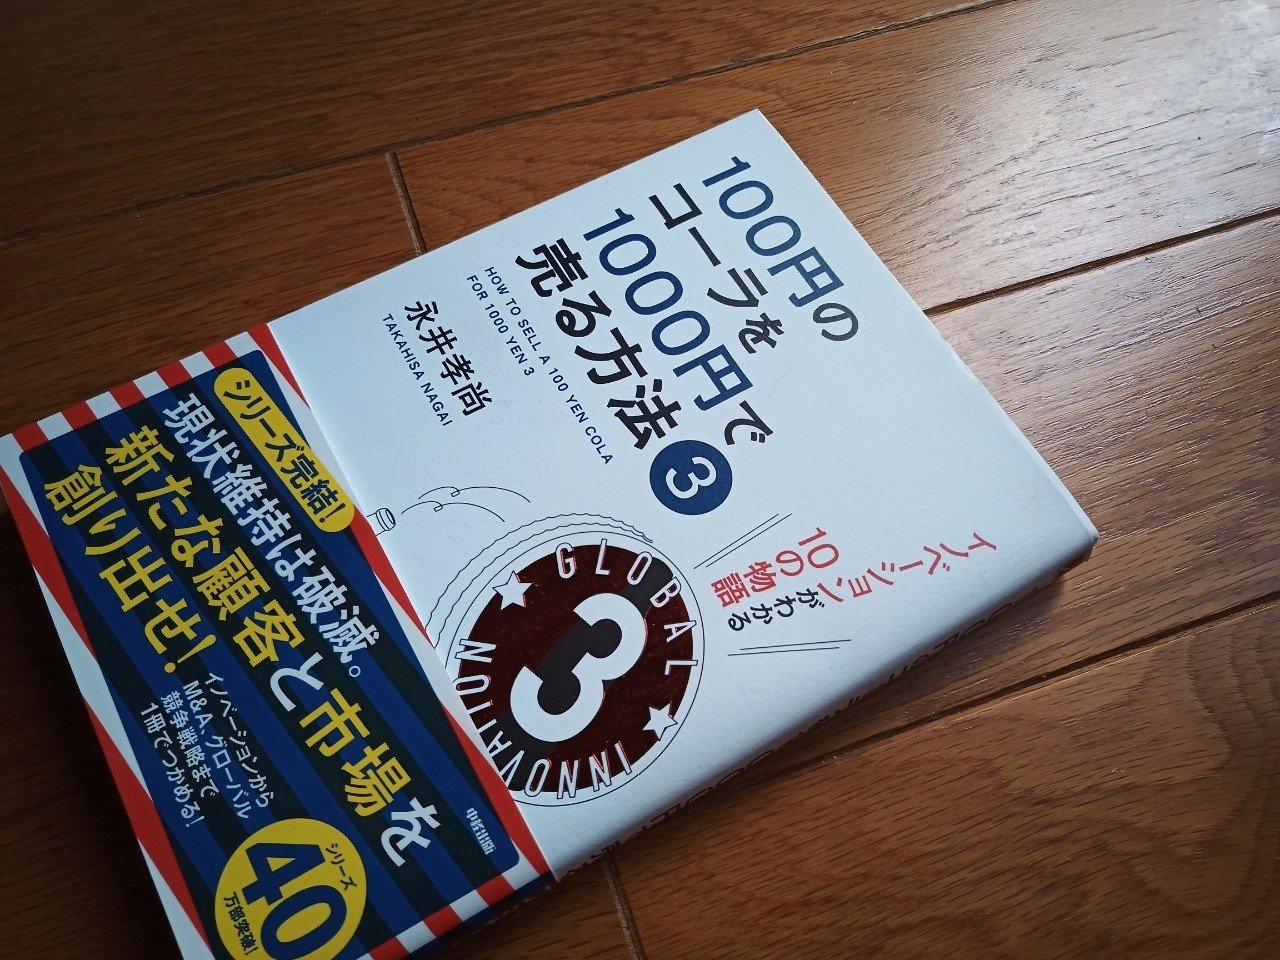 100円の
コーラを
1000円で
売る方法
3
HOW TO SELL A 100 YEN COLA
FOR 1000 YEN 3
永井孝尚
TAKAHISA NAGAI
イノベーションがわかる
10の物語
GLOBAL
3
INNOVATION
シリーズ完結!
現状維持は破滅。
新たな顧客と市場を
創り出せ!
イノベーションから
M&A、グローバル
競争戦略まで
1冊でつかめる!
中経出版
シリーズ
40
万部突破!